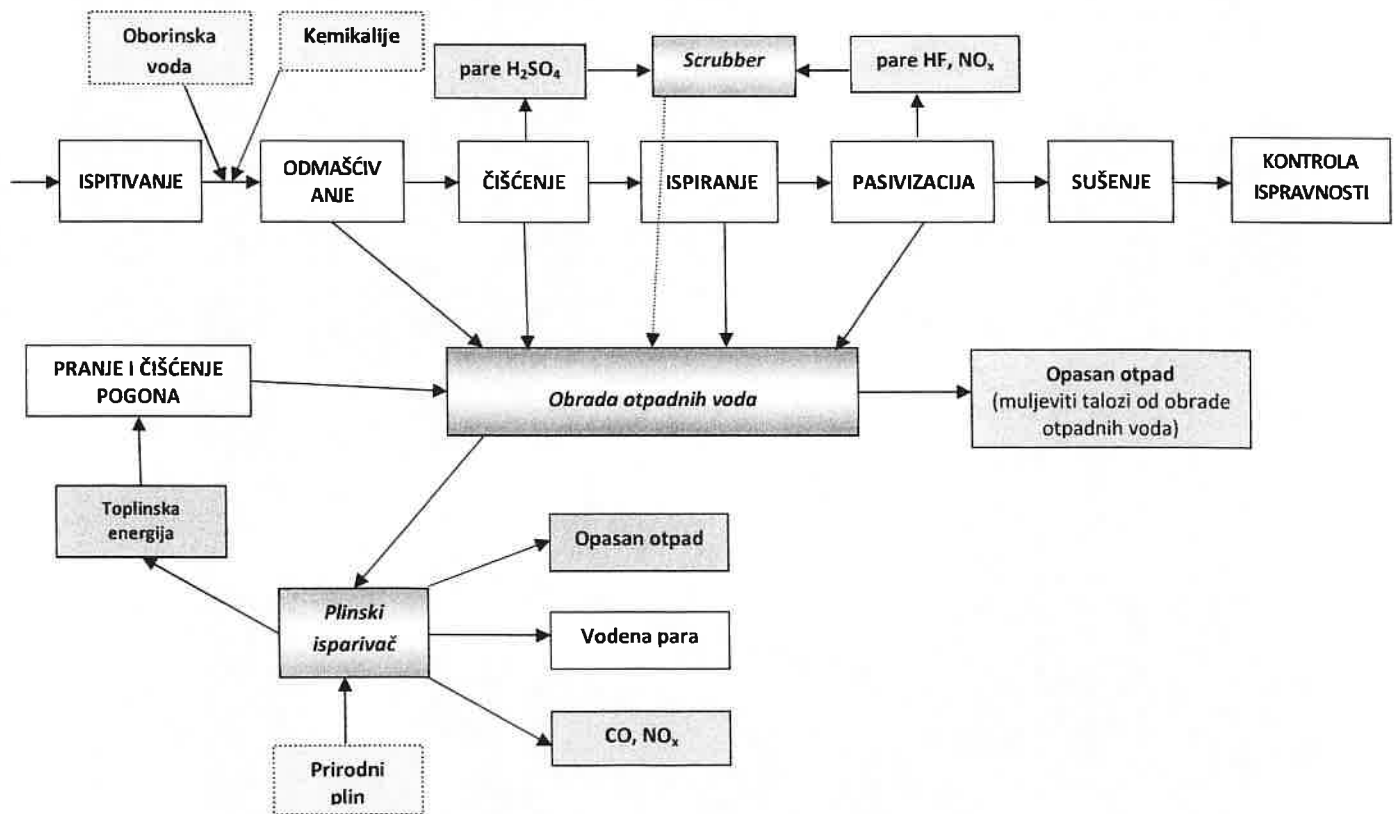 Oborinska
voda
Kemikalije
pare H₂SO₄
Scrubber
pare HF, NOₓ
ISPITIVANJE
ODMAŠĆIV
ANJE
ČIŠĆENJE
ISPIRANJE
PASIVIZACIJA
SUŠENJE
KONTROLA
ISPRAVNOSTI
PRANJE I ČIŠĆENJE
POGONA
Obrada otpadnih voda
Opasan otpad
(muljeviti talozi od obrade
otpadnih voda)
Toplinska
energija
Opasan otpad
Plinski
isparivač
Vodena para
CO, NOₓ
Prirodni
plin